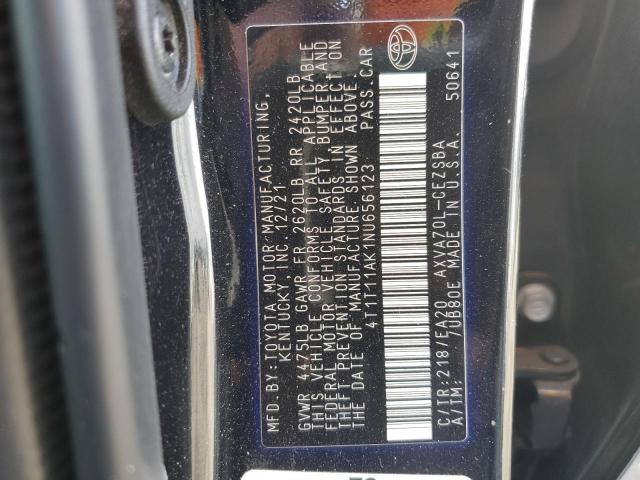 MFD.BY: TOYOTA MOTOR MANUFACTURING,
KENTUCKY, INC. 12/21
GVWR 4475LB GAWR FR 2620LB RR 2420LB
THIS VEHICLE CONFORMS TO ALL APPLICABLE
FEDERAL MOTOR VEHICLE SAFETY, BUMPER AND
THEFT PREVENTION STANDARDS IN EFFECT ON
THE DATE OF MANUFACTURE SHOWN ABOVE.
4T1T11AK1NU656123 PASS.CAR
C/TR: 218/EA20 AXVA70L-CEZSBA
A/TM: /UB80E MADE IN U.S.A. 50641